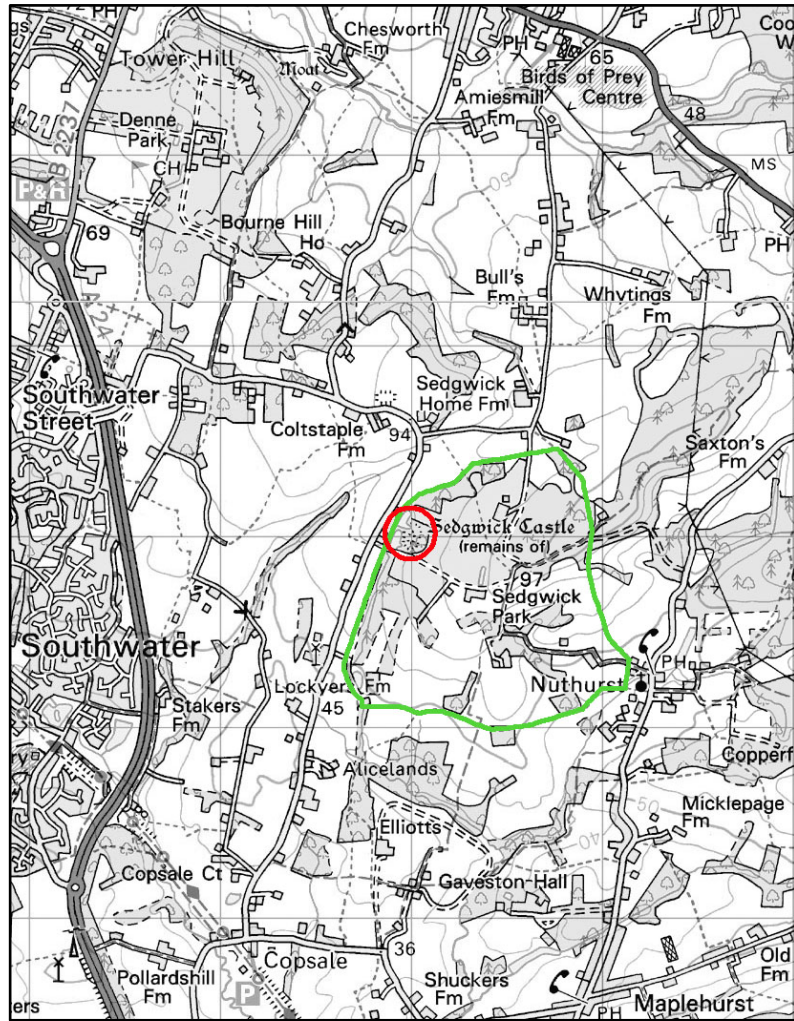 gs
PH
Tower Hill
Chesworth
Fm
Moat
PH
65
Birds of Prey
Centre
Coo
W
Amiesmill
Fm
48
Denne
Park
CH
B 2237
P&R
MS
69
Bourne Hill
Ho
PH
Bull's
Fm
Whytings
Fm
A24
Southwater
Street
Sedgwick
Home Fm
Coltstaple
Fm
94
Saxton's
Fm
50
Sedgwick Castle
(remains of)
97
Sedgwick
Park
Southwater
PH
Lockyers Fm
45
Nuthurst
Stakers
Fm
ry
Alicelands
Copperf
50
Micklepage
Fm
40
Elliotts
Copsale Ct
Gaveston Hall
Copsale
36
Old
Fm
Pollardshill
Fm
P
Shuckers
Fm
ers
PH
Maplehurst